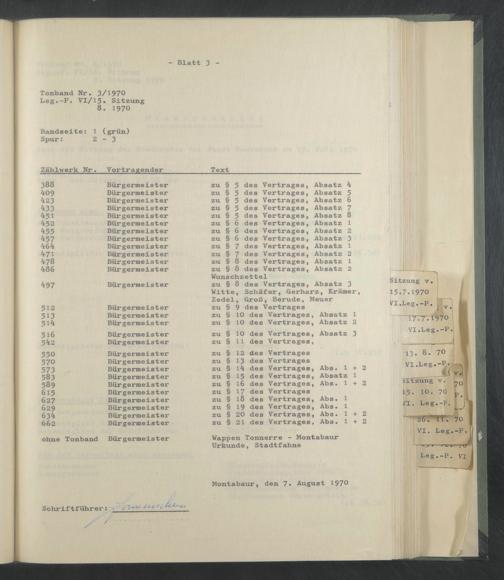 - Blatt 3 -
Tonband Nr. 3/1970
Leg.-P. VI/15. Sitzung
8. 1970
Bandseite: 1 (grün)
Spur: 2 - 3
Zählwerk Nr. Vortragender Text
388 Bürgermeister zu § 5 des Vertrages, Absatz 4
409 Bürgermeister zu § 5 des Vertrages, Absatz 5
423 Bürgermeister zu § 5 des Vertrages, Absatz 6
433 Bürgermeister zu § 5 des Vertrages, Absatz 7
451 Bürgermeister zu § 5 des Vertrages, Absatz 8
452 Bürgermeister zu § 6 des Vertrages, Absatz 1
455 Bürgermeister zu § 6 des Vertrages, Absatz 2
457 Bürgermeister zu § 6 des Vertrages, Absatz 3
464 Bürgermeister zu § 7 des Vertrages, Absatz 1
471 Bürgermeister zu § 7 des Vertrages, Absatz 2
478 Bürgermeister zu § 8 des Vertrages, Absatz 1
486 Bürgermeister zu § 8 des Vertrages, Absatz 2
Wunschzettel
497 Bürgermeister zu § 8 des Vertrages, Absatz 3
Witte, Schäfer, Gerharz, Krämer,
Zedel, Groß, Berude, Meuer
512 Bürgermeister zu § 9 des Vertrages
513 Bürgermeister zu § 10 des Vertrages, Absatz 1
514 Bürgermeister zu § 10 des Vertrages, Absatz 2
516 Bürgermeister zu § 10 des Vertrages, Absatz 3
542 Bürgermeister zu § 11 des Vertrages,
550 Bürgermeister zu § 12 des Vertrages
570 Bürgermeister zu § 13 des Vertrages
573 Bürgermeister zu § 14 des Vertrages, Abs. 1 + 2
583 Bürgermeister zu § 15 des Vertrages, Absatz 1
589 Bürgermeister zu § 16 des Vertrages, Abs. 1 + 2
615 Bürgermeister zu § 17 des Vertrages
627 Bürgermeister zu § 18 des Vertrages, Abs. 1
629 Bürgermeister zu § 19 des Vertrages, Abs. 1
634 Bürgermeister zu § 20 des Vertrages, Abs. 1 + 2
662 Bürgermeister zu § 21 des Vertrages, Abs. 1 + 2
ohne Tonband Bürgermeister Wappen Tonnerre - Montabaur
Urkunde, Stadtfahne
Montabaur, den 7. August 1970
Schriftführer:
Sitzung v.
15.7.1970
VI.Leg.-P.
v.
17.7.1970
VI.Leg.-P.
13. 8. 70
VI.Leg.-P.
Sitzung v.
15. 10. 70
VI. Leg.-P.
26. 11. 70
VI. Leg.-P.
Leg.-P. VI